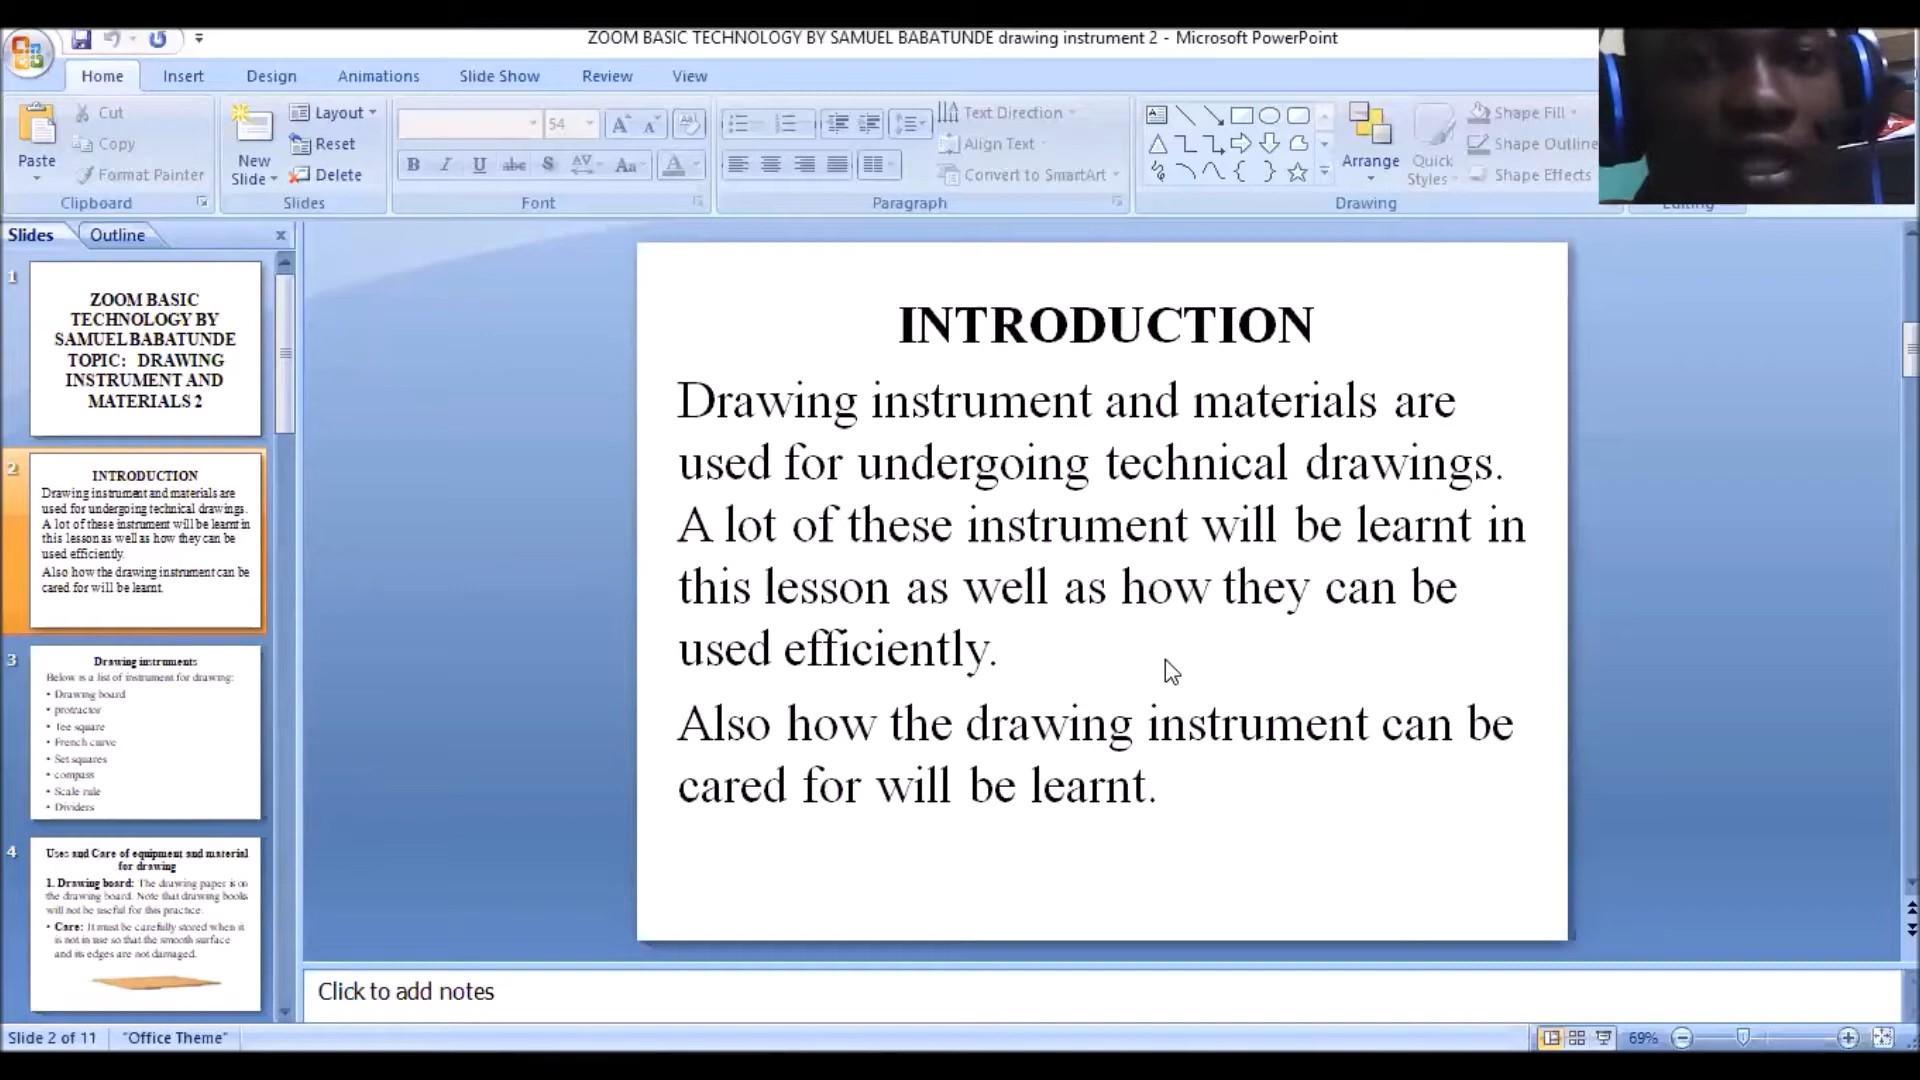 ZOOM BASIC TECHNOLOGY BY SAMUEL BABATUNDE drawing instrument 2 - Microsoft PowerPoint
Home Insert Design Animations Slide Show Review View
Paste
Cut
Copy
Format Painter
Clipboard
New
Slide
Layout
Reset
Delete
Slides
54
B I U abc S AV Aa A
Font
Text Direction
Align Text
Convert to SmartArt
Paragraph
Arrange
Quick
Styles
Shape Fill
Shape Outline
Shape Effects
Drawing
Editing
Slides Outline
1
ZOOM BASIC
TECHNOLOGY BY
SAMUEL BABATUNDE
TOPIC: DRAWING
INSTRUMENT AND
MATERIALS 2
2
INTRODUCTION
Drawing instrument and materials are
used for undergoing technical drawings.
A lot of these instrument will be learnt in
this lesson as well as how they can be
used efficiently.
Also how the drawing instrument can be
cared for will be learnt.
3
Drawing instruments
Below is a list of instrument for drawing:
• Drawing board
• protractor
• Tee square
• French curve
• Set squares
• compass
• Scale rule
• Dividers
4
Uses and Care of equipment and material
for drawing
1. Drawing board: The drawing paper is on
the drawing board. Note that drawing books
will not be useful for this practice.
• Care: It must be carefully stored when it
is not in use so that the smooth surface
and its edges are not damaged.
INTRODUCTION
Drawing instrument and materials are
used for undergoing technical drawings.
A lot of these instrument will be learnt in
this lesson as well as how they can be
used efficiently.
Also how the drawing instrument can be
cared for will be learnt.
Click to add notes
Slide 2 of 11 "Office Theme" 69%